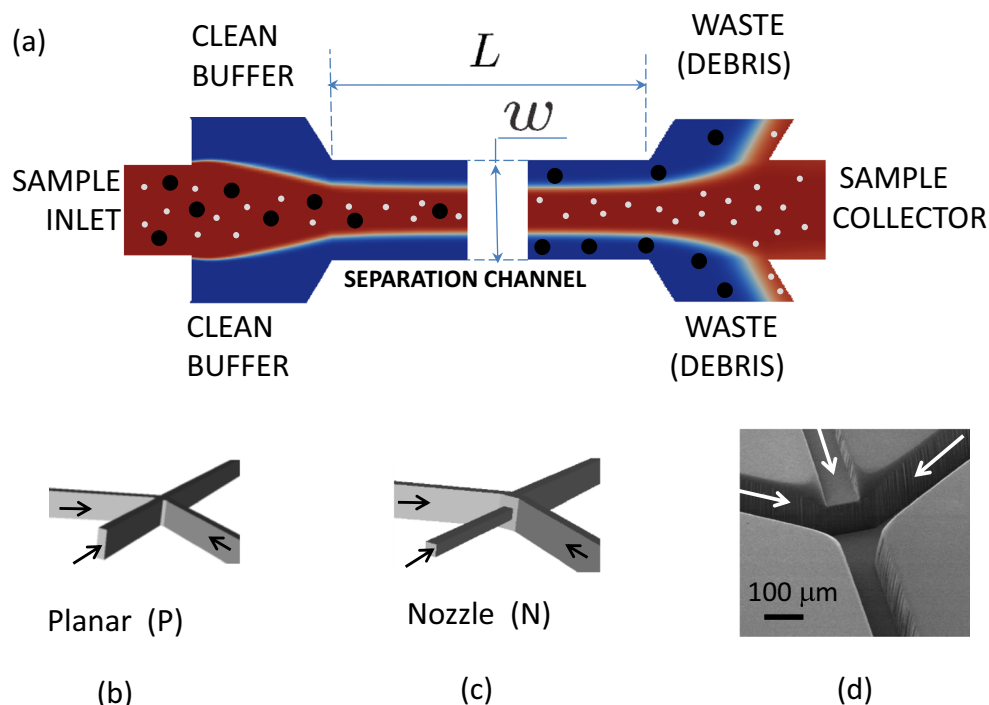 (a)
CLEAN
BUFFER
L
WASTE
(DEBRIS)
w
SAMPLE
INLET
SAMPLE
COLLECTOR
SEPARATION CHANNEL
CLEAN
BUFFER
WASTE
(DEBRIS)
100 μm
Planar (P)
Nozzle (N)
(b)
(c)
(d)